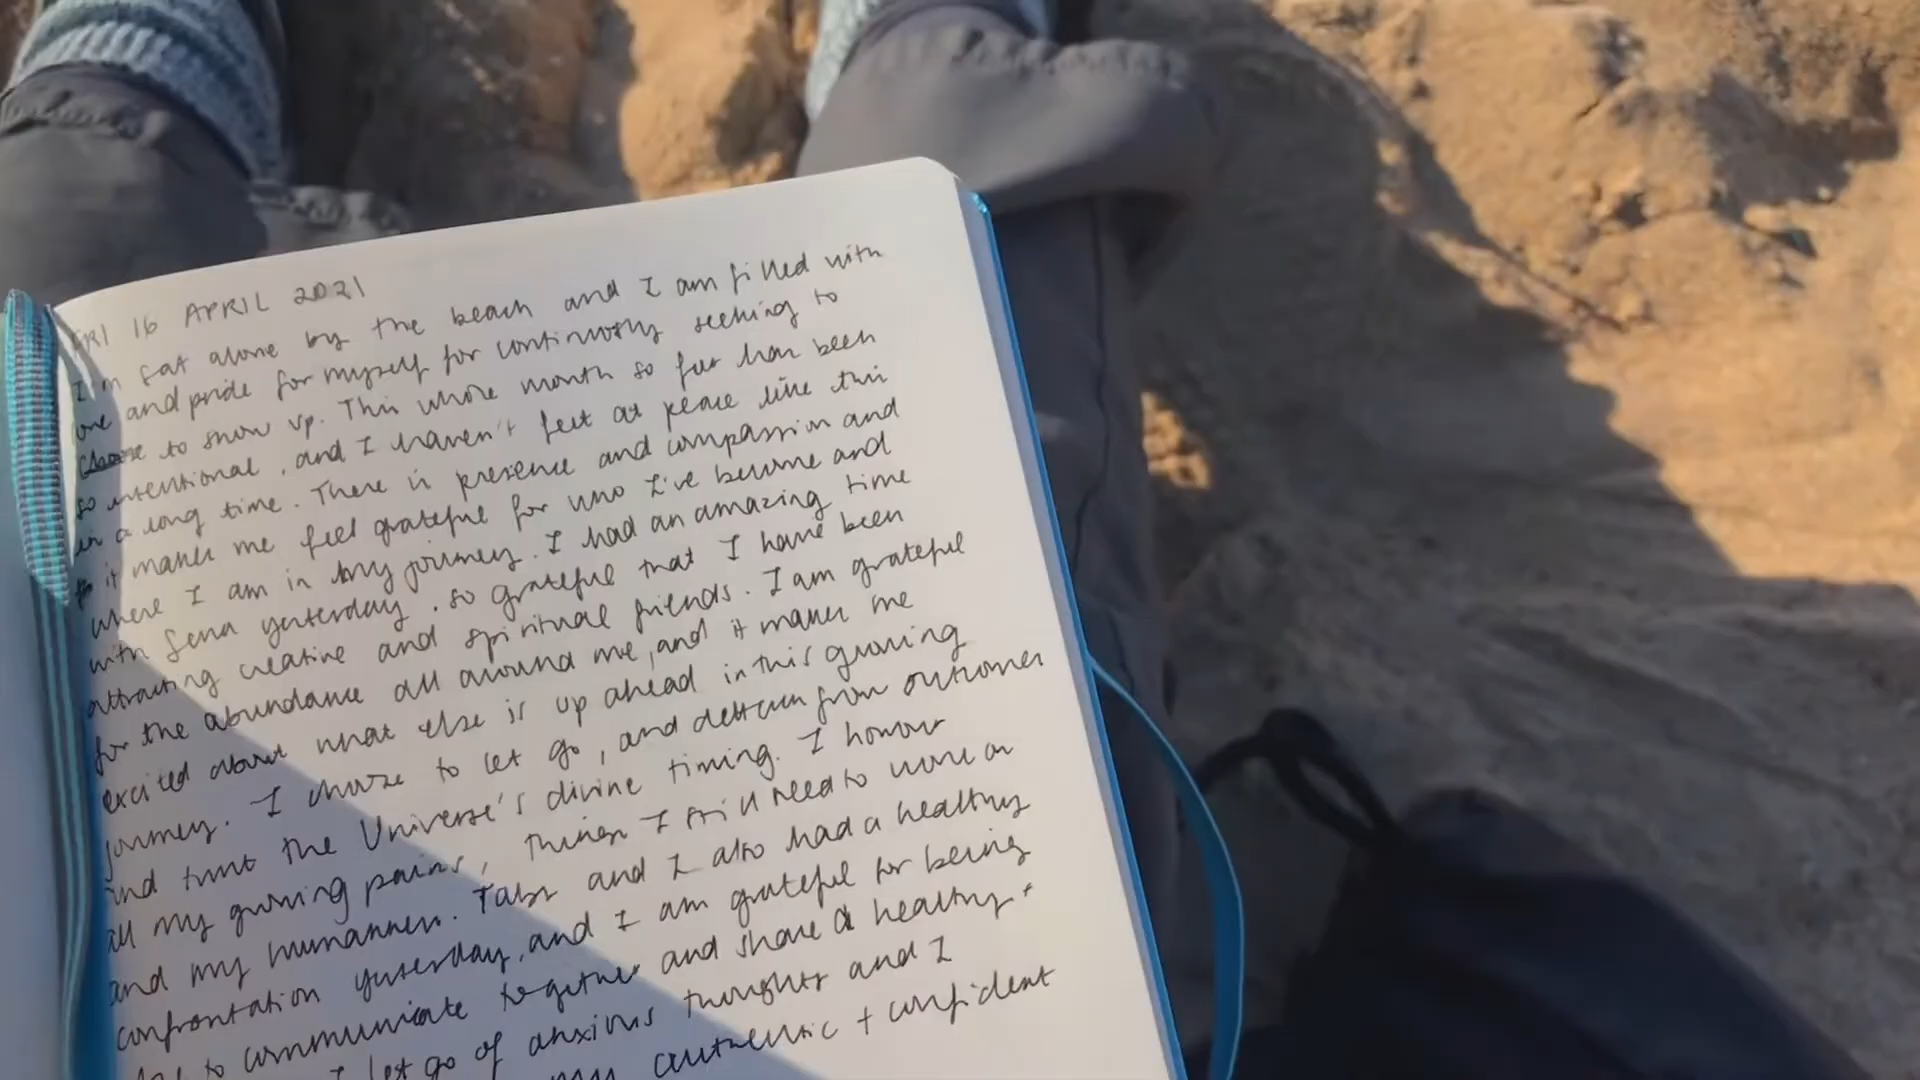 FRI 16 APRIL 2021
I'm sat alone by the beach and I am filled with
love and pride for myself for continuously seeking to
choose to show up. This whole month so far has been
so intentional, and I haven't felt at peace like this
in a long time. There is presence and compassion and
it makes me feel grateful for who I've become and
where I am in my journey. I had an amazing time
with Sena yesterday. so grateful that I have been
attracting creative and spiritual friends. I am grateful
for the abundance all around me, and it makes me
excited about what else is up ahead in this growing
journey. I choose to let go, and detach from outcomes
and trust the Universe's divine timing. I honour
all my growing pains, things I still need to work on
and my humanness. and I also had a healthy
confrontation yesterday, and I am grateful for being
to communicate together and share a healthy +
I let go of anxious thoughts and I
my authentic + confident